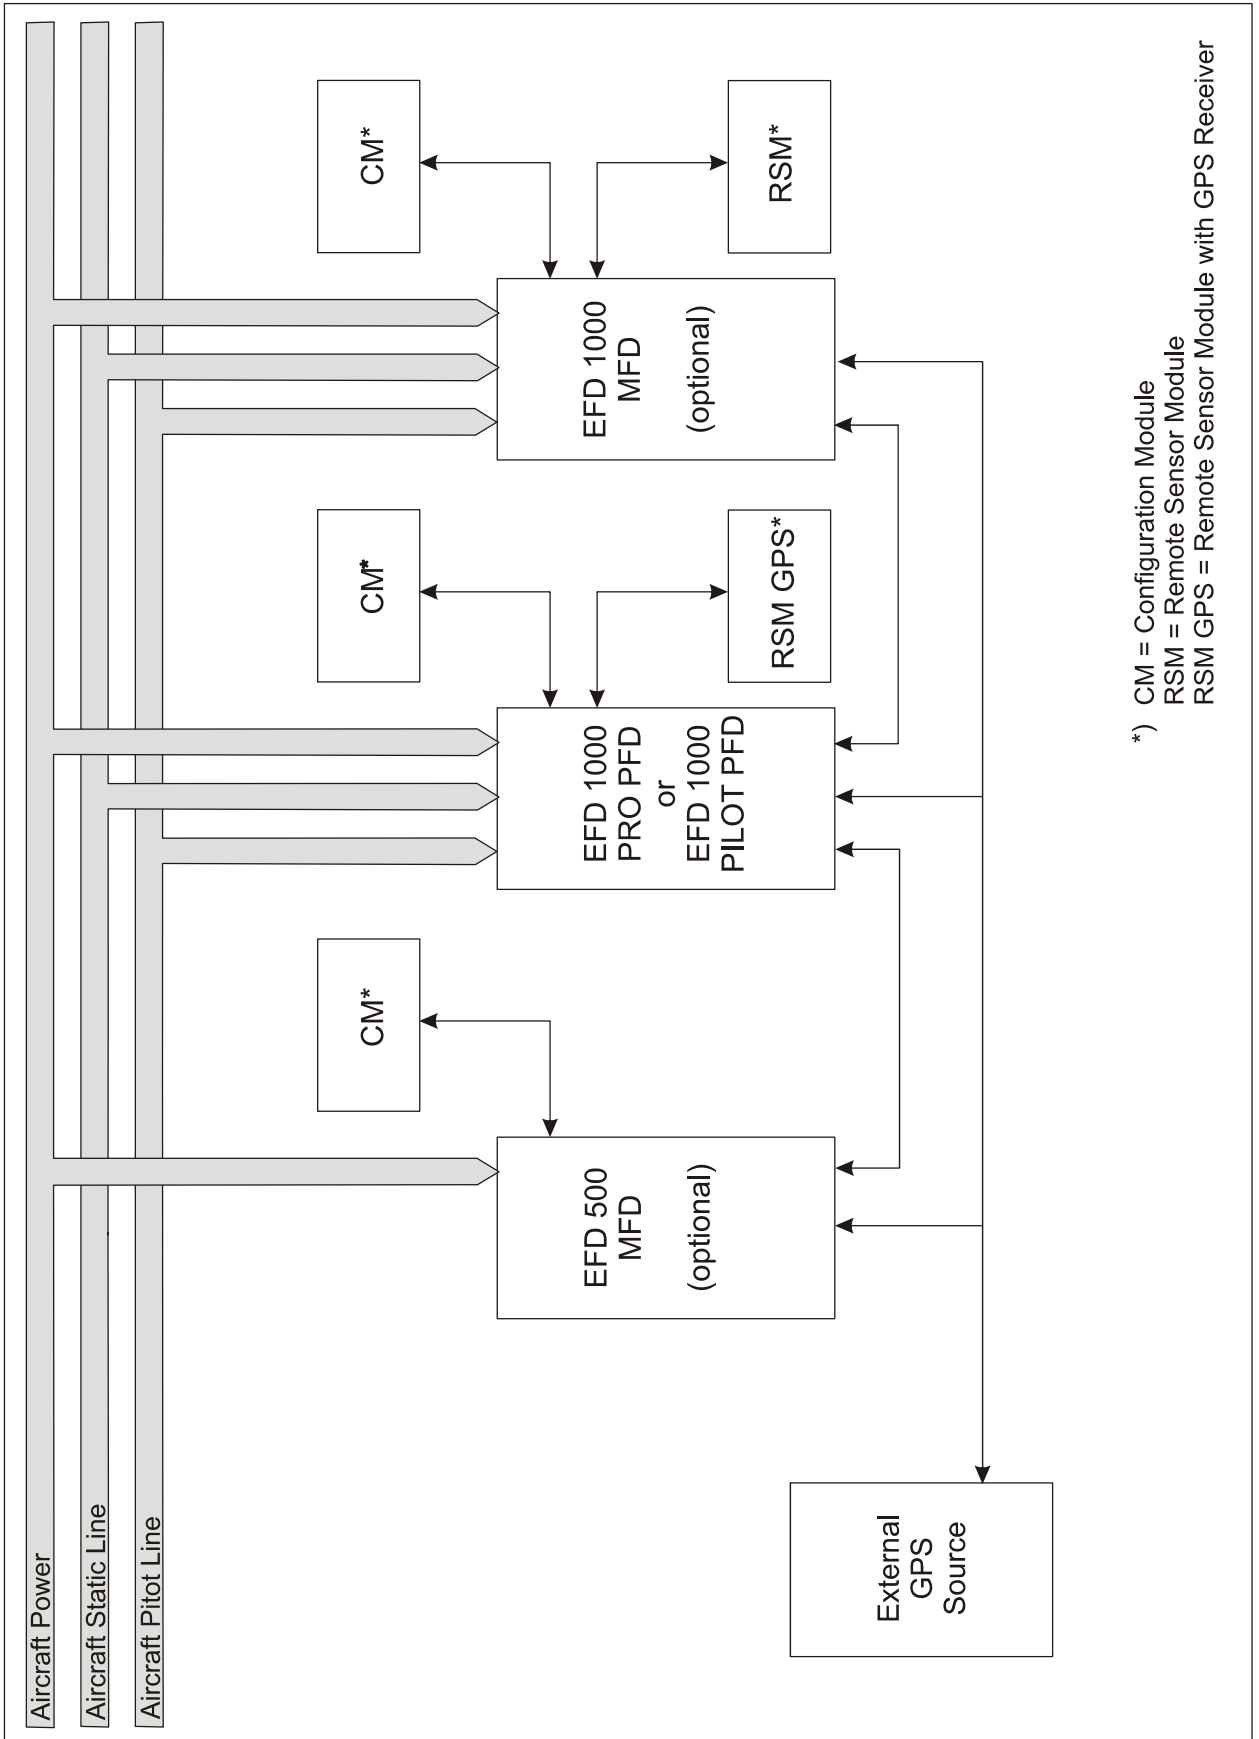 Aircraft Power
Aircraft Static Line
Aircraft Pitot Line
CM*
CM*
CM*
EFD 500
MFD
(optional)
EFD 1000
PRO PFD
or
EFD 1000
PILOT PFD
EFD 1000
MFD
(optional)
External
GPS
Source
RSM GPS*
RSM*
*) CM = Configuration Module
RSM = Remote Sensor Module
RSM GPS = Remote Sensor Module with GPS Receiver